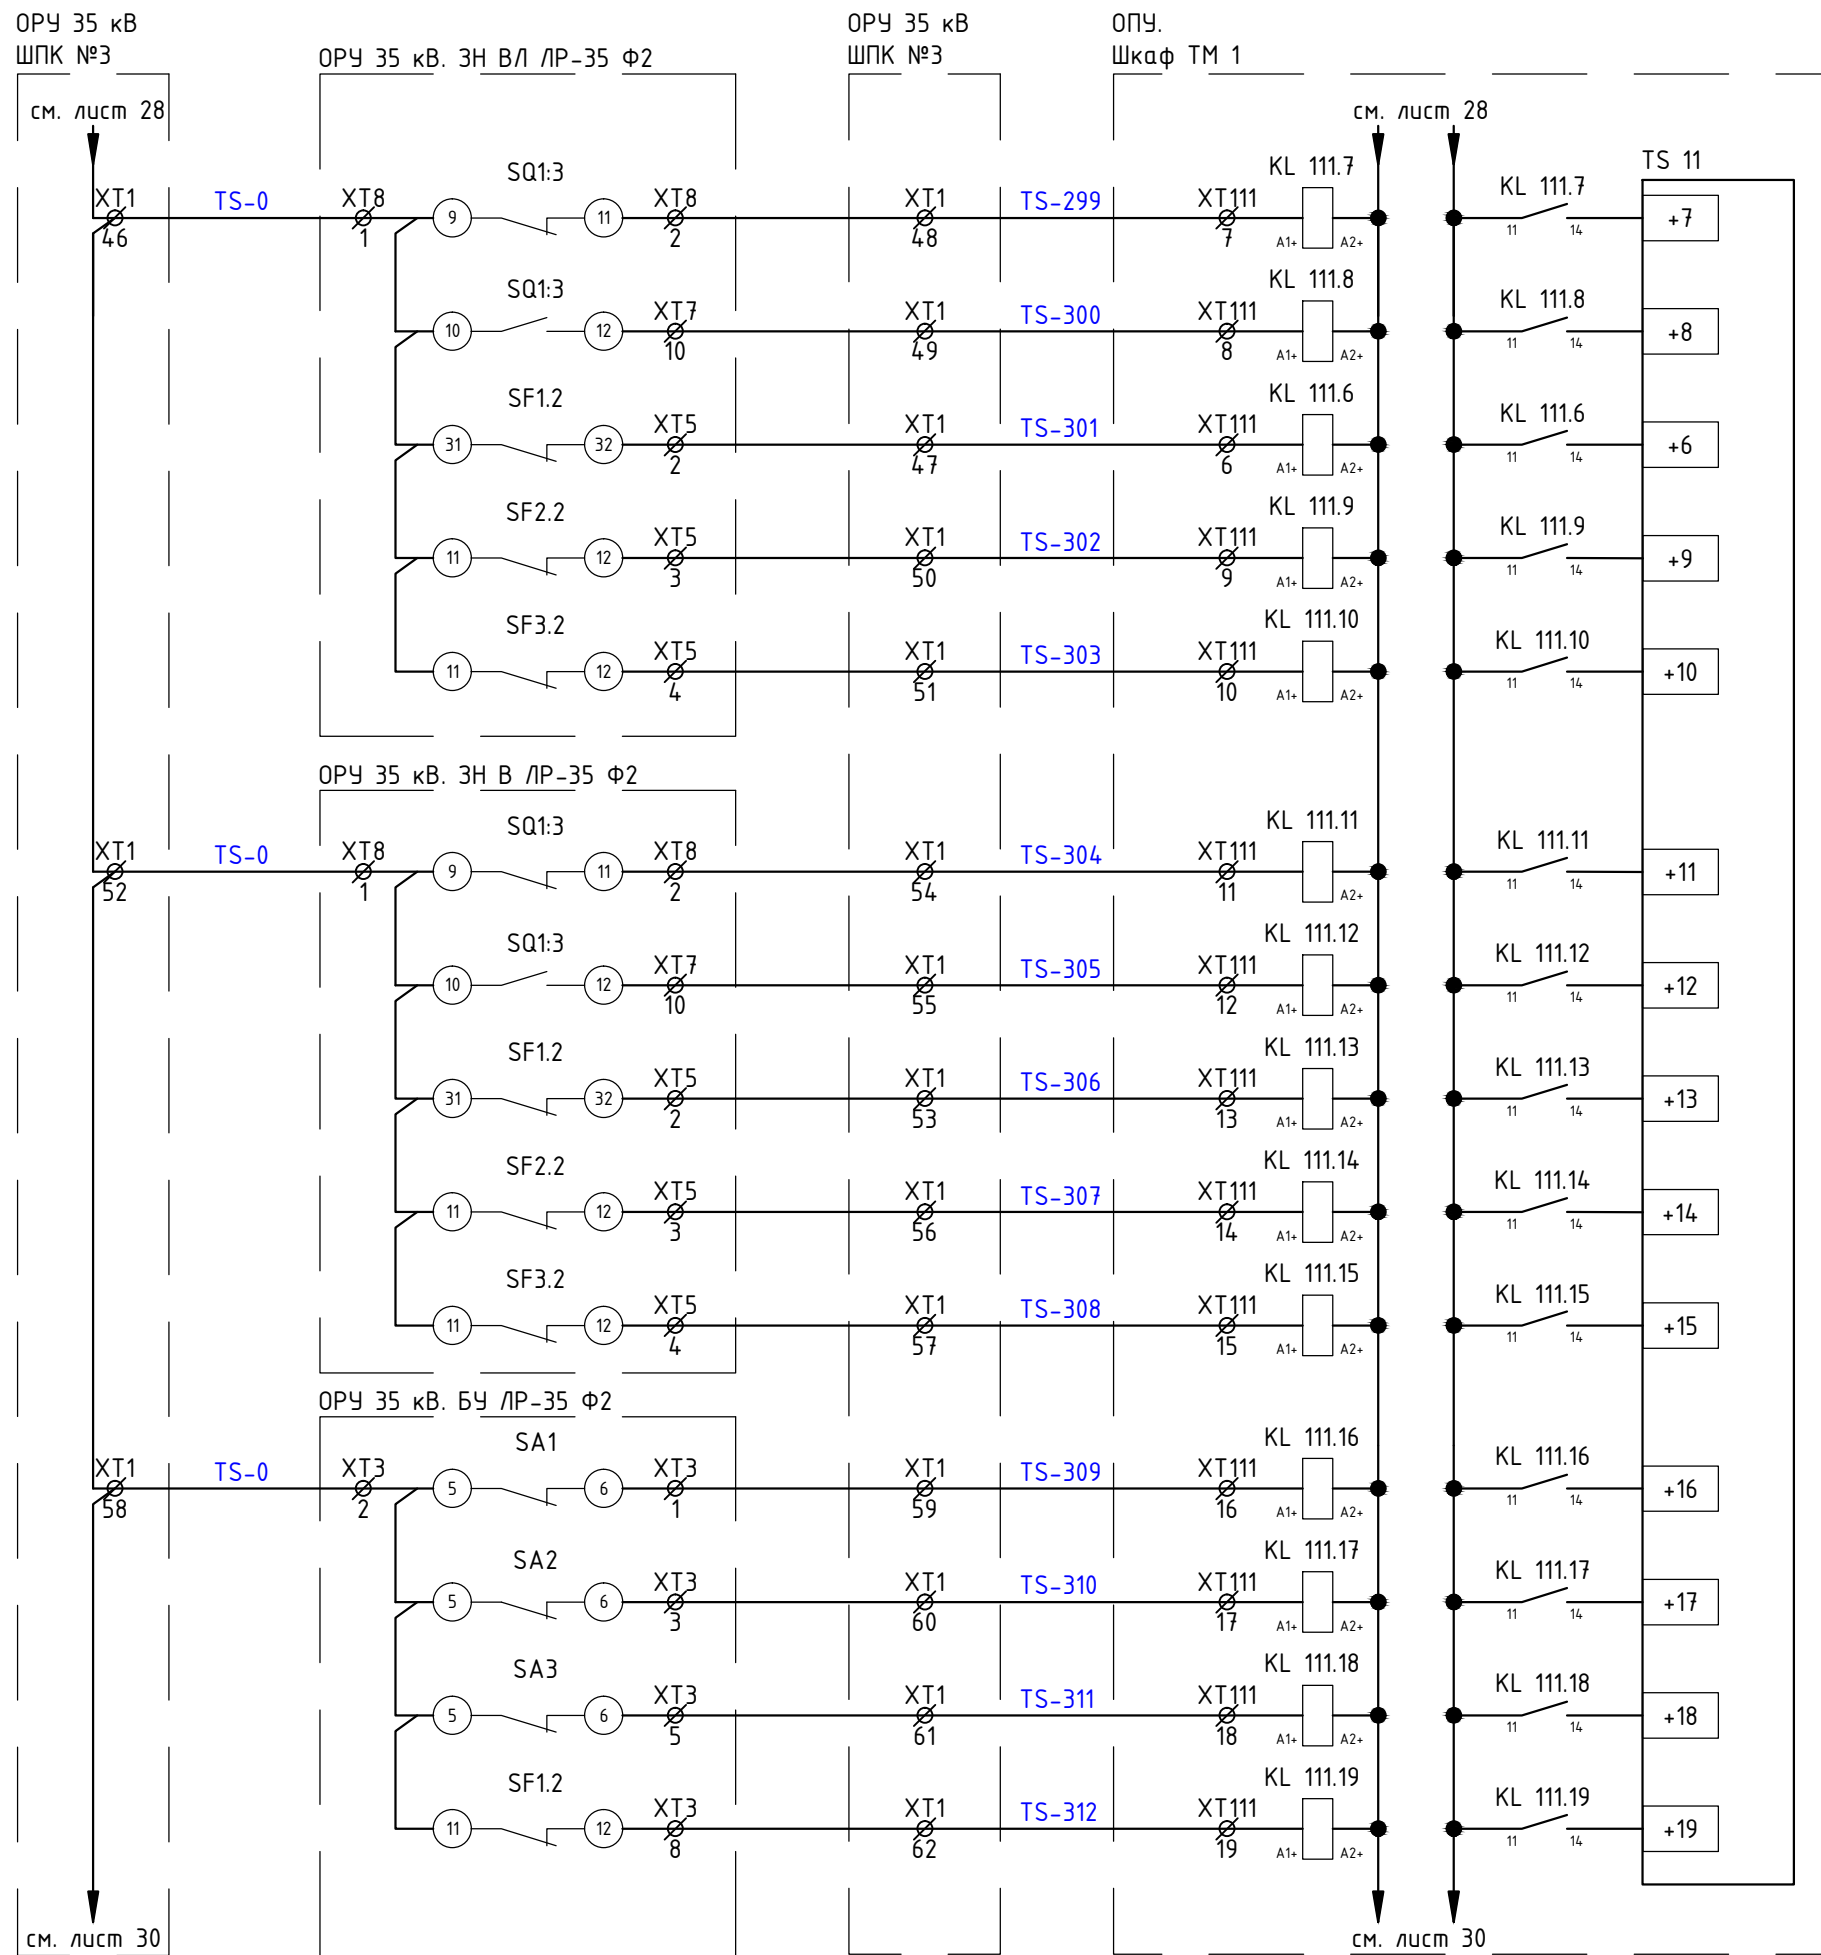 ОРУ 35 кВ
ШПК №3
ОРУ 35 кВ. ЗН ВЛ ЛР-35 Ф2
ОРУ 35 кВ
ШПК №3
ОПУ.
Шкаф ТМ 1
см. лист 28
см. лист 28
TS 11
XT1 46 TS-0 XT8 1 9 SQ1:3 11 XT8 2 XT1 48 TS-299 XT111 7 KL 111.7 A1+ A2+ KL 111.7 11 14 +7
10 SQ1:3 12 XT7 10 XT1 49 TS-300 XT111 8 KL 111.8 A1+ A2+ KL 111.8 11 14 +8
31 SF1.2 32 XT5 2 XT1 47 TS-301 XT111 6 KL 111.6 A1+ A2+ KL 111.6 11 14 +6
11 SF2.2 12 XT5 3 XT1 50 TS-302 XT111 9 KL 111.9 A1+ A2+ KL 111.9 11 14 +9
11 SF3.2 12 XT5 4 XT1 51 TS-303 XT111 10 KL 111.10 A1+ A2+ KL 111.10 11 14 +10
ОРУ 35 кВ. ЗН В ЛР-35 Ф2
XT1 52 TS-0 XT8 1 9 SQ1:3 11 XT8 2 XT1 54 TS-304 XT111 11 KL 111.11 A2+ KL 111.11 11 14 +11
10 SQ1:3 12 XT7 10 XT1 55 TS-305 XT111 12 KL 111.12 A1+ A2+ KL 111.12 11 14 +12
31 SF1.2 32 XT5 2 XT1 53 TS-306 XT111 13 KL 111.13 A1+ A2+ KL 111.13 11 14 +13
11 SF2.2 12 XT5 3 XT1 56 TS-307 XT111 14 KL 111.14 A1+ A2+ KL 111.14 11 14 +14
11 SF3.2 12 XT5 4 XT1 57 TS-308 XT111 15 KL 111.15 A1+ A2+ KL 111.15 11 14 +15
ОРУ 35 кВ. БУ ЛР-35 Ф2
XT1 58 TS-0 XT3 2 5 SA1 6 XT3 1 XT1 59 TS-309 XT111 16 KL 111.16 A1+ A2+ KL 111.16 11 14 +16
5 SA2 6 XT3 3 XT1 60 TS-310 XT111 17 KL 111.17 A1+ A2+ KL 111.17 11 14 +17
5 SA3 6 XT3 5 XT1 61 TS-311 XT111 18 KL 111.18 A1+ A2+ KL 111.18 11 14 +18
11 SF1.2 12 XT3 8 XT1 62 TS-312 XT111 19 KL 111.19 A1+ A2+ KL 111.19 11 14 +19
см. лист 30
см. лист 30